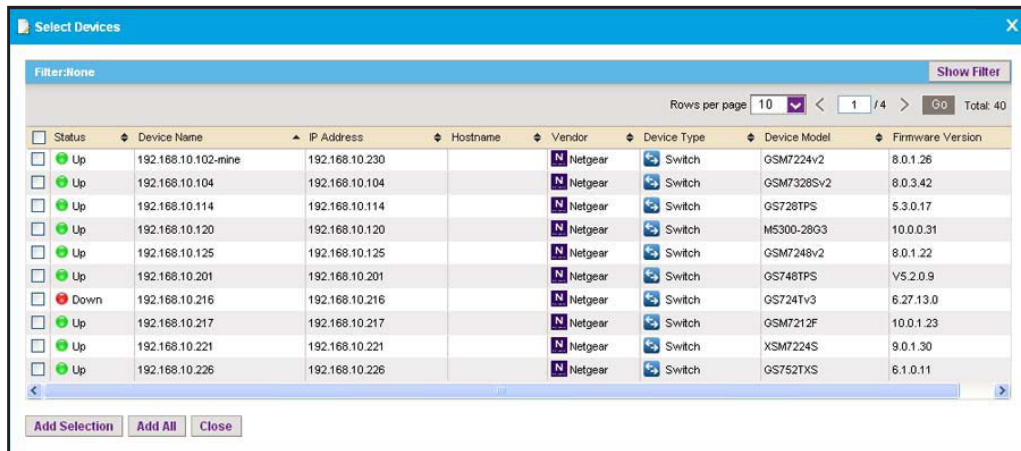 Select Devices X
Filter:None Show Filter
Rows per page 10 < 1 /4 > Go Total: 40
Status Device Name IP Address Hostname Vendor Device Type Device Model Firmware Version
Up 192.168.10.102-mine 192.168.10.230 N Netgear Switch GSM7224v2 8.0.1.26
Up 192.168.10.104 192.168.10.104 N Netgear Switch GSM7328Sv2 8.0.3.42
Up 192.168.10.114 192.168.10.114 N Netgear Switch GS728TPS 5.3.0.17
Up 192.168.10.120 192.168.10.120 N Netgear Switch M5300-28G3 10.0.0.31
Up 192.168.10.125 192.168.10.125 N Netgear Switch GSM7248v2 8.0.1.22
Up 192.168.10.201 192.168.10.201 N Netgear Switch GS748TPS V5.2.0.9
Down 192.168.10.216 192.168.10.216 N Netgear Switch GS724Tv3 6.27.13.0
Up 192.168.10.217 192.168.10.217 N Netgear Switch GSM7212F 10.0.1.23
Up 192.168.10.221 192.168.10.221 N Netgear Switch XSM7224S 9.0.1.30
Up 192.168.10.226 192.168.10.226 N Netgear Switch GS752TXS 6.1.0.11
Add Selection Add All Close